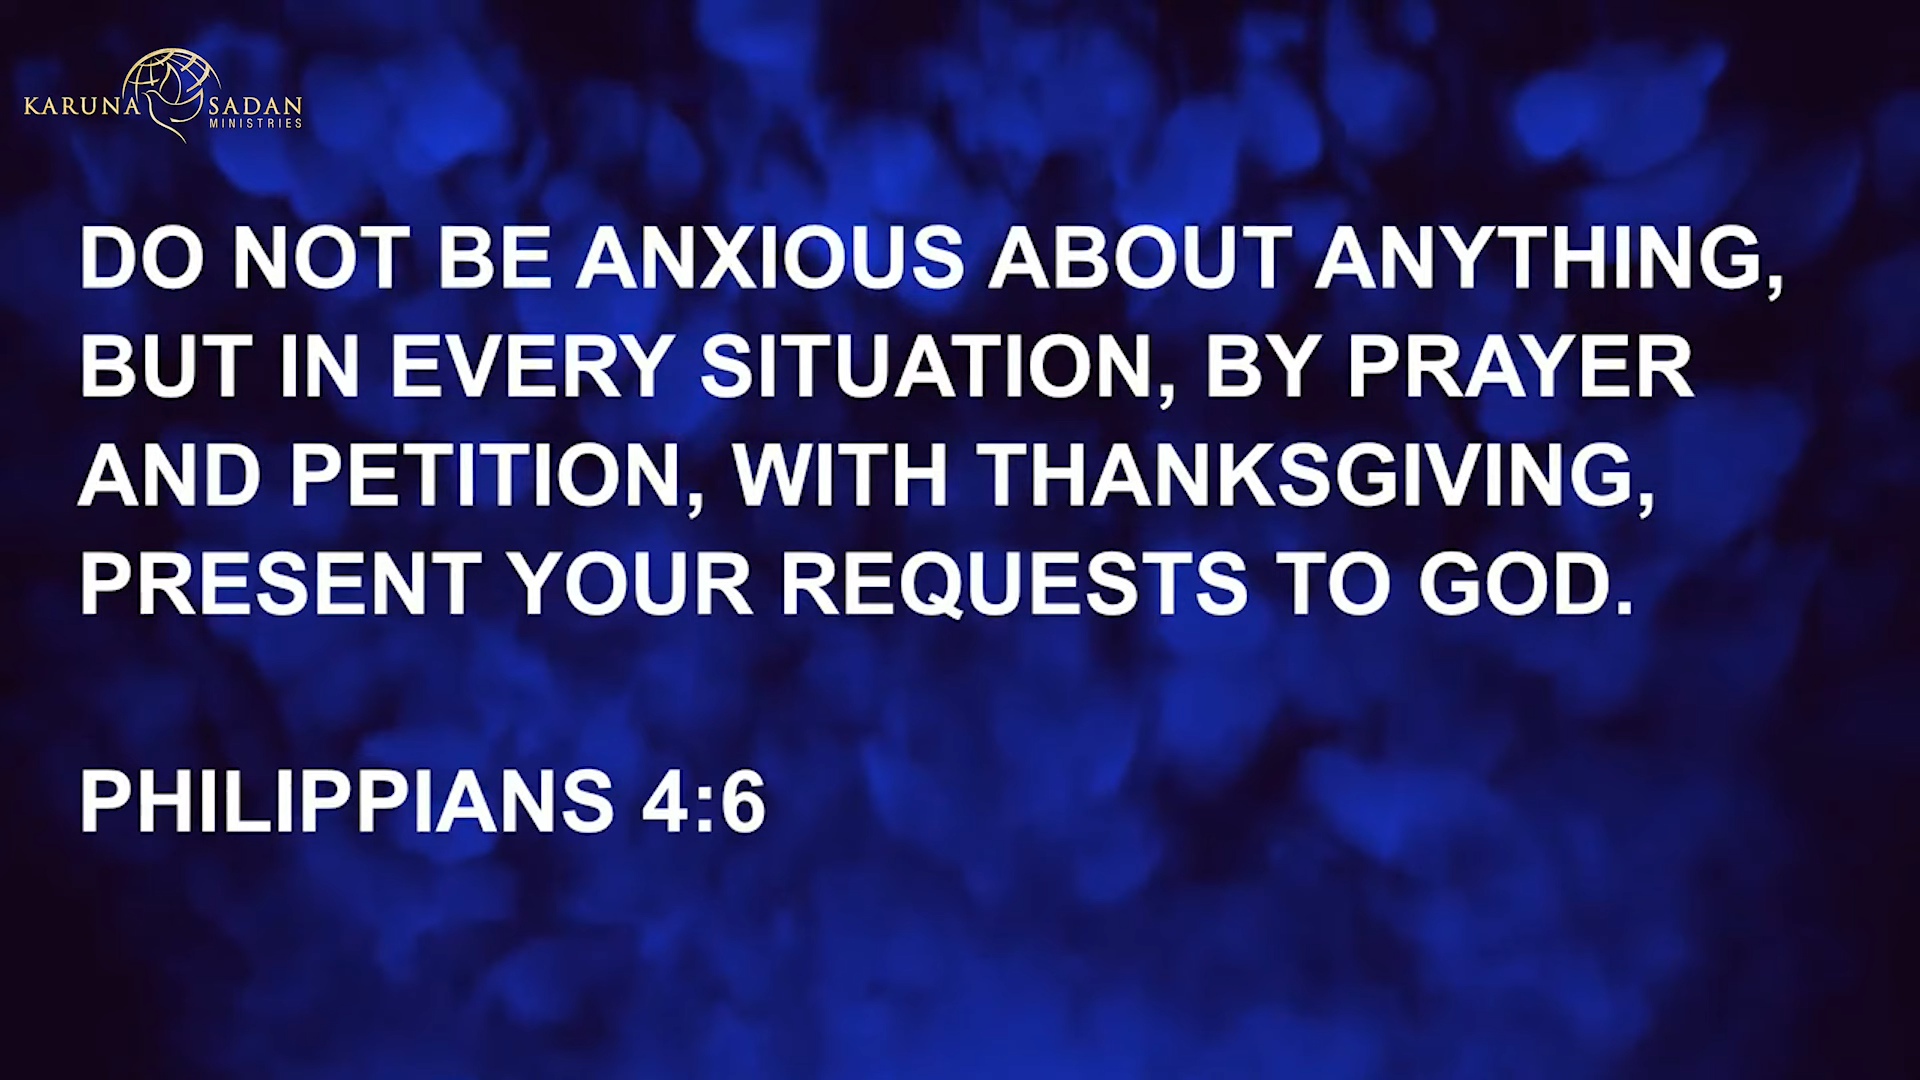 KARUNA SADAN
MINISTRIES
DO NOT BE ANXIOUS ABOUT ANYTHING,
BUT IN EVERY SITUATION, BY PRAYER
AND PETITION, WITH THANKSGIVING,
PRESENT YOUR REQUESTS TO GOD.
PHILIPPIANS 4:6